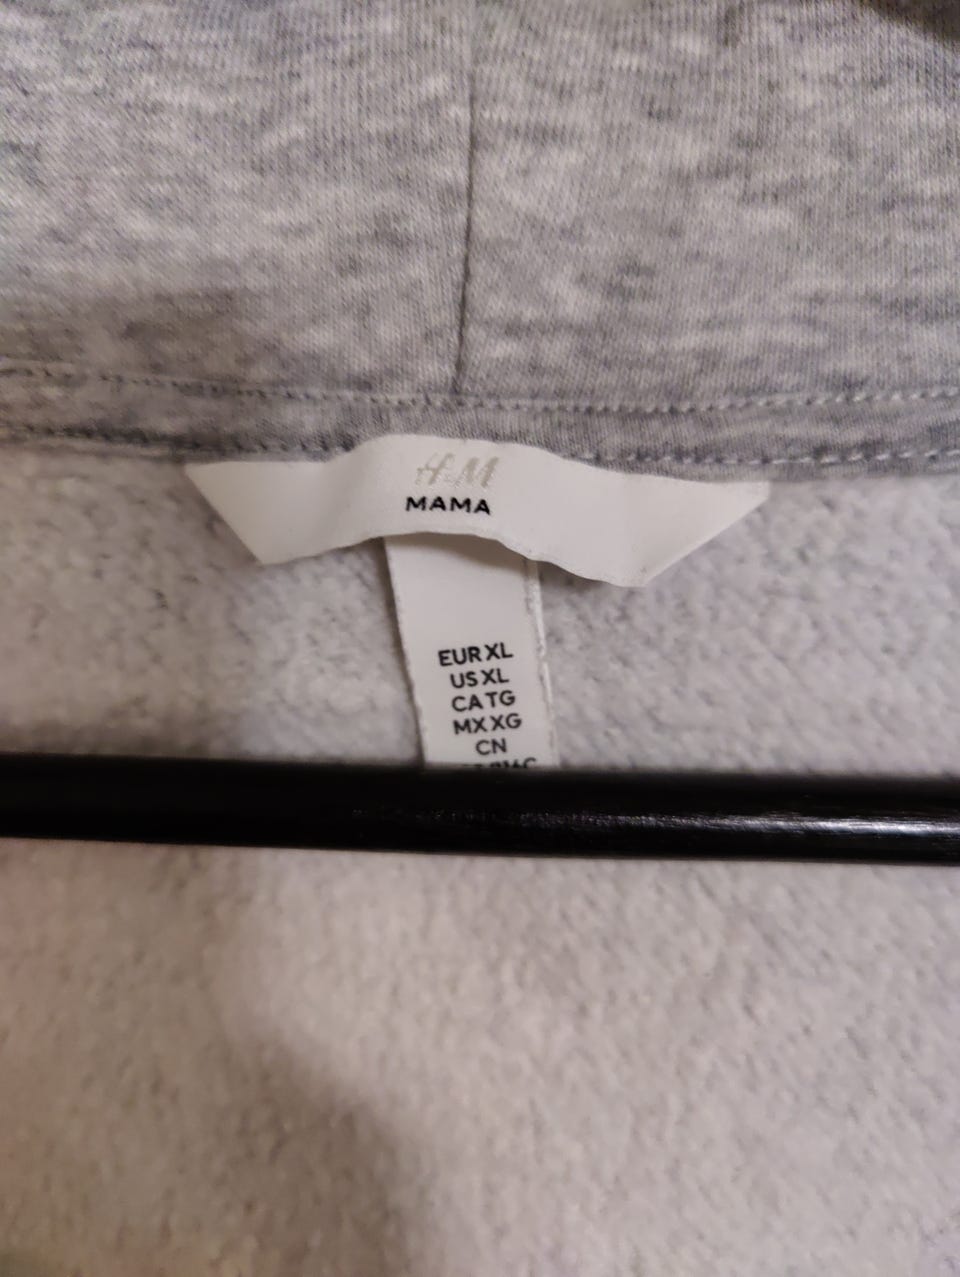 H&M
MAMA
EUR XL
US XL
CA TG
MX XG
CN